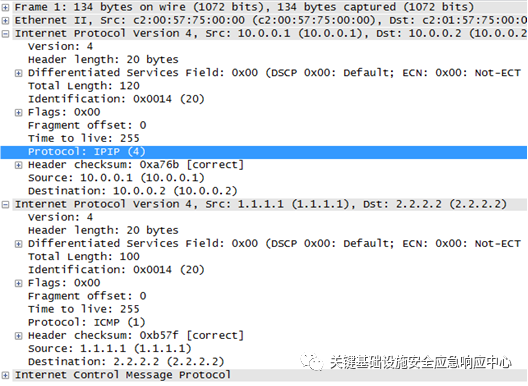 Frame 1: 134 bytes on wire (1072 bits), 134 bytes captured (1072 bits)
Ethernet II, Src: c2:00:57:75:00:00 (c2:00:57:75:00:00), Dst: c2:01:57:75:00:0
Internet Protocol Version 4, Src: 10.0.0.1 (10.0.0.1), Dst: 10.0.0.2 (10.0.0.2
Version: 4
Header length: 20 bytes
Differentiated Services Field: 0x00 (DSCP 0x00: Default; ECN: 0x00: Not-ECT
Total Length: 120
Identification: 0x0014 (20)
Flags: 0x00
Fragment offset: 0
Time to live: 255
Protocol: IPIP (4)
Header checksum: 0xa76b [correct]
Source: 10.0.0.1 (10.0.0.1)
Destination: 10.0.0.2 (10.0.0.2)
Internet Protocol Version 4, Src: 1.1.1.1 (1.1.1.1), Dst: 2.2.2.2 (2.2.2.2)
Version: 4
Header length: 20 bytes
Differentiated Services Field: 0x00 (DSCP 0x00: Default; ECN: 0x00: Not-ECT
Total Length: 100
Identification: 0x0014 (20)
Flags: 0x00
Fragment offset: 0
Time to live: 255
Protocol: ICMP (1)
Header checksum: 0xb57f [correct]
Source: 1.1.1.1 (1.1.1.1)
Destination: 2.2.2.2 (2.2.2.2)
关键基础设施安全应急响应中心
Internet Control Message Protocol